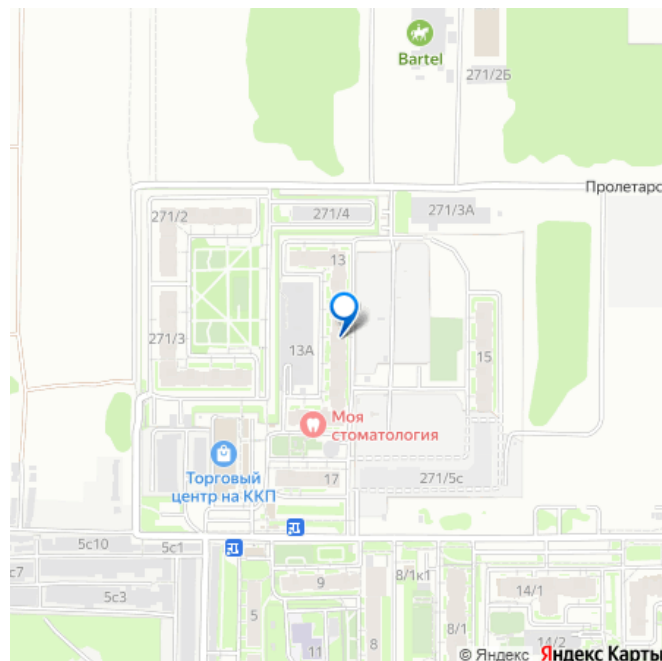 Bartel
271/2Б
Пролетарс
271/2
271/4
271/3А
13
271/3
13А
15
Моя
стоматология
Торговый
центр на ККП
17
271/5с
5с10
5с1
с7
5с3
9
8/1к1
14/1
5
11
8
8/1
14/2
© Яндекс Яндекс Карты